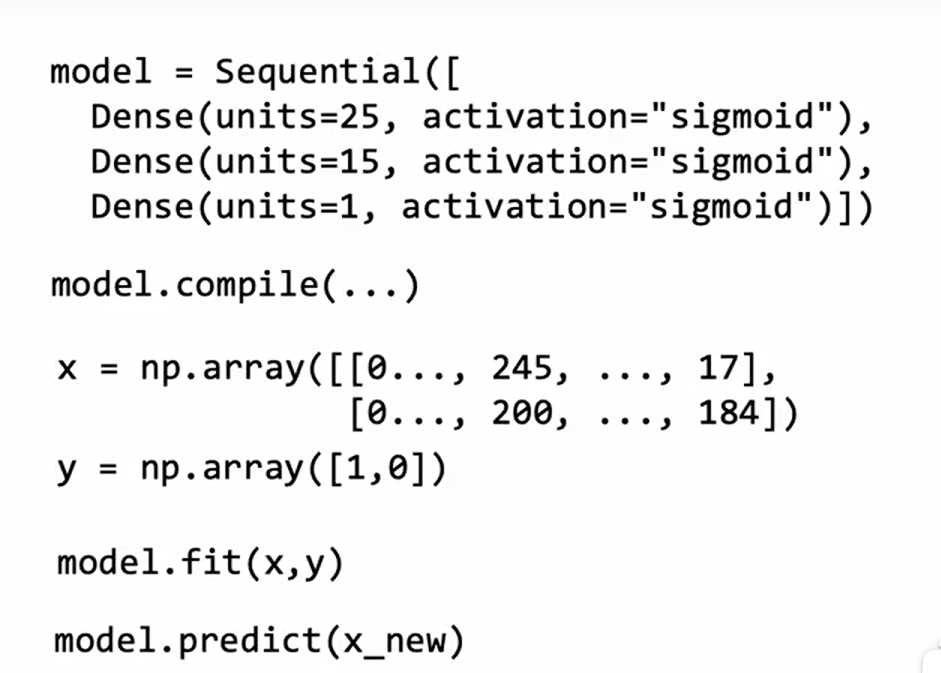 model = Sequential([
  Dense(units=25, activation="sigmoid"),
  Dense(units=15, activation="sigmoid"),
  Dense(units=1, activation="sigmoid")])
model.compile(...)
x = np.array([[0..., 245, ..., 17],
              [0..., 200, ..., 184])
y = np.array([1,0])
model.fit(x,y)
model.predict(x_new)